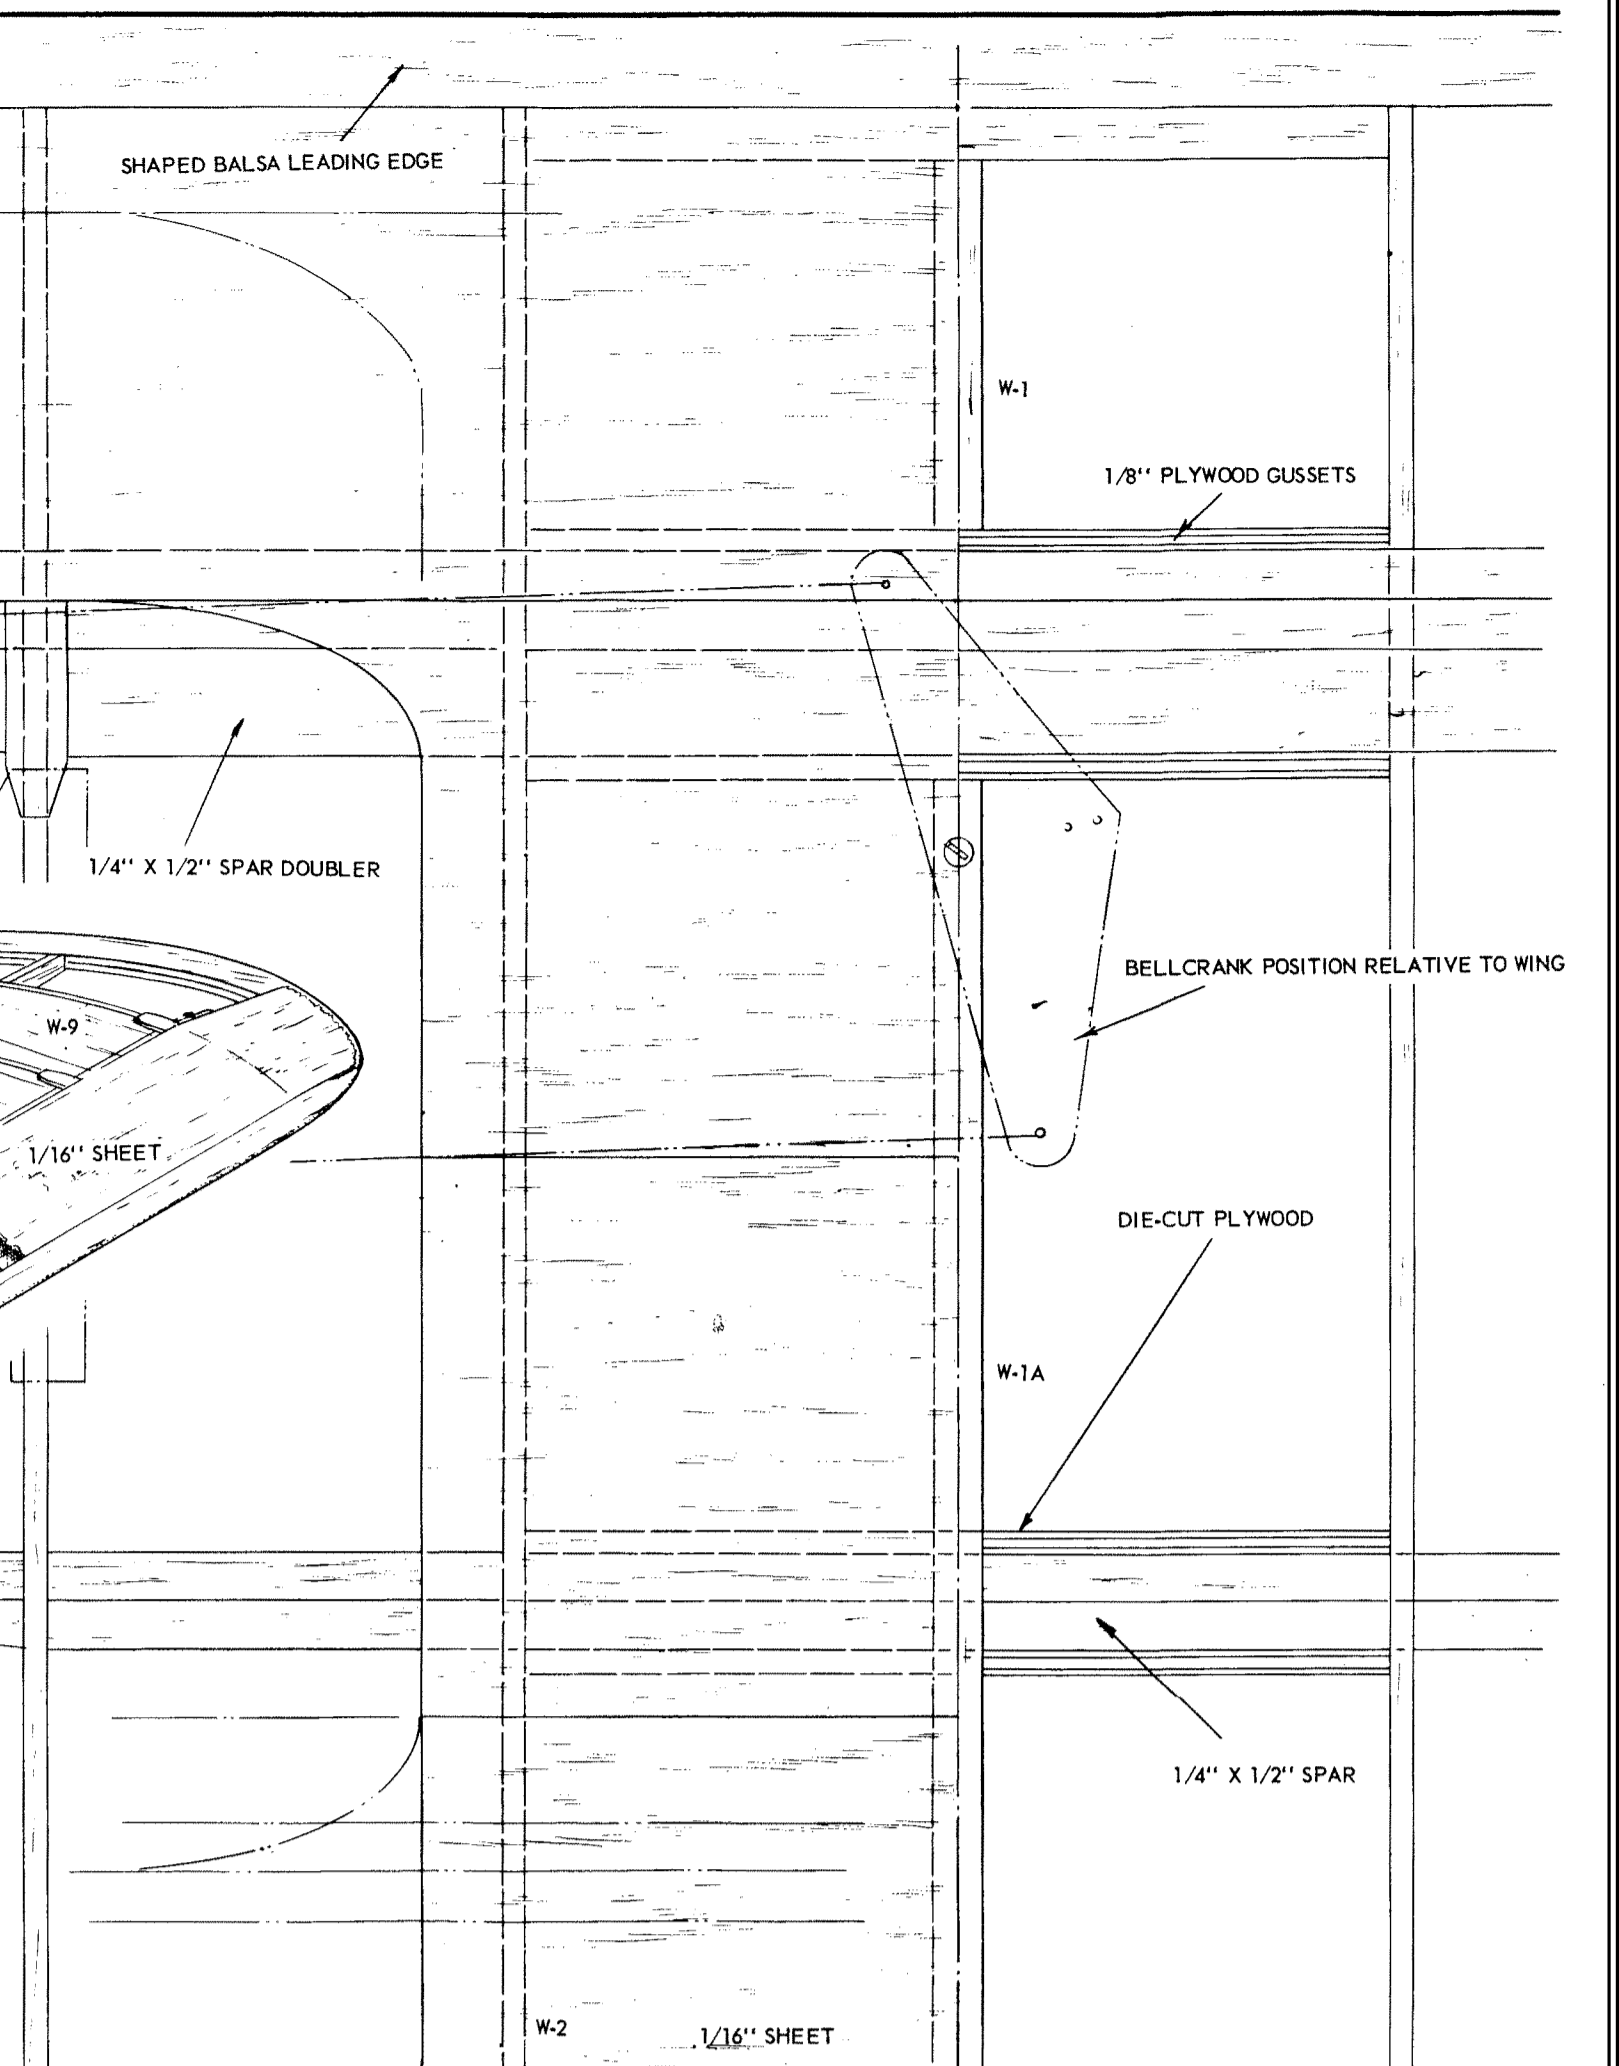 SHAPED BALSA LEADING EDGE
W-1
1/8" PLYWOOD GUSSETS
1/4" X 1/2" SPAR DOUBLER
BELLCRANK POSITION RELATIVE TO WING
W-9
1/16" SHEET
DIE-CUT PLYWOOD
W-1A
1/4" X 1/2" SPAR
W-2
1/16" SHEET